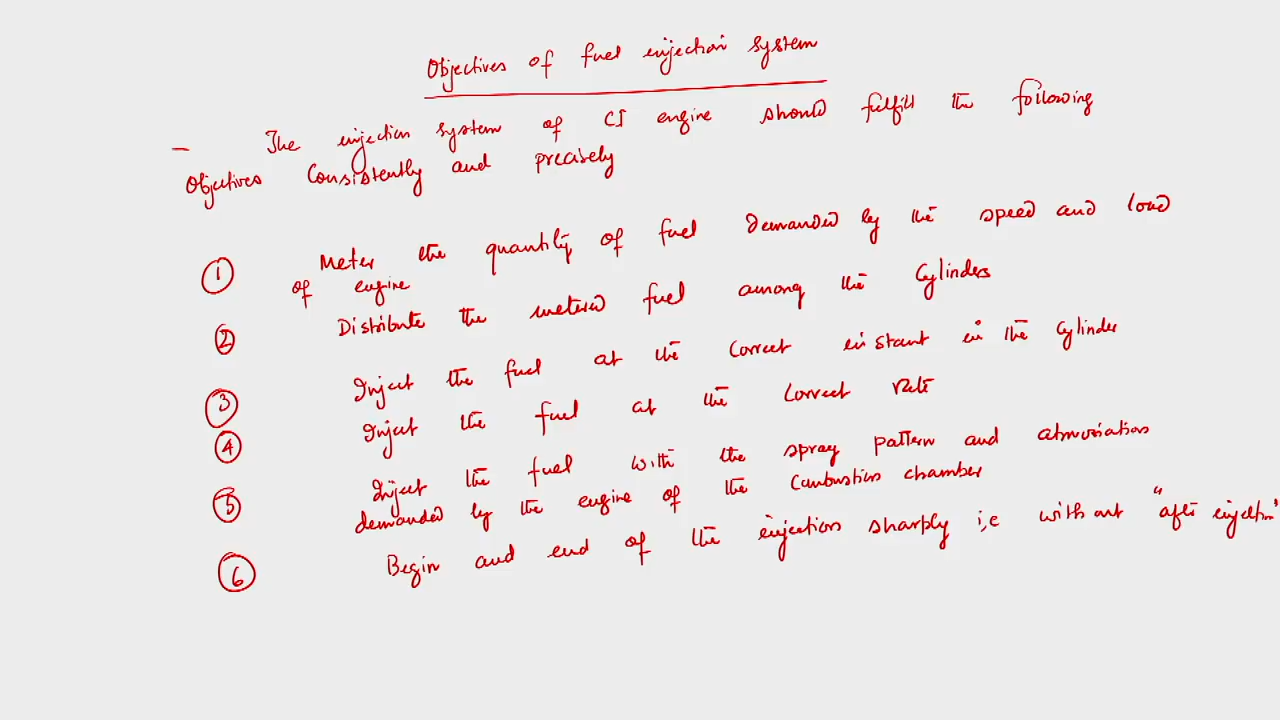 Objectives of fuel injection system
- The injection system of CI engine should fulfill the following
Objectives Consistently and precisely
1 Meter the quantity of fuel demanded by the speed and load
of engine
2 Distribute the metered fuel among the Cylinders
3 Inject the fuel at the Correct instant in the Cylinder
4 Inject the fuel at the Correct rate
5 Inject the fuel with the spray pattern and
demanded by the engine of the Combustion chamber
6 Begin and end of the injection sharply i,e without "after injection"